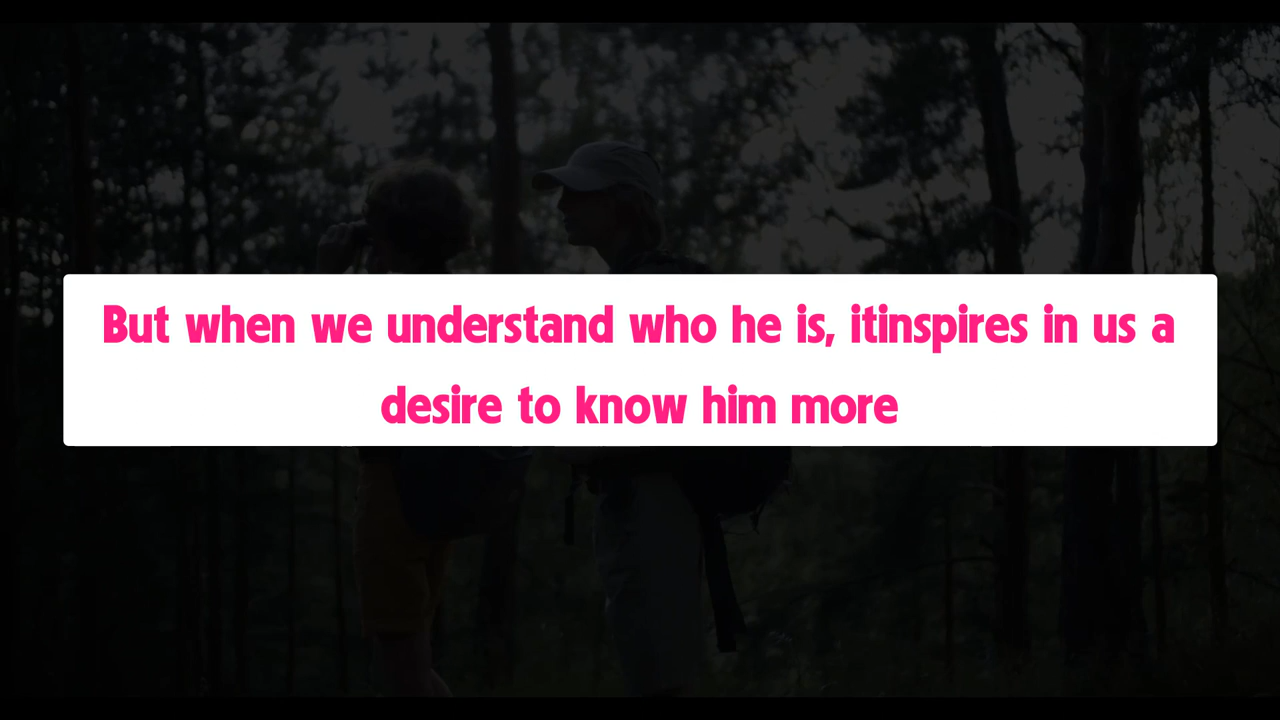 But when we understand who he is, itinspires in us a
desire to know him more